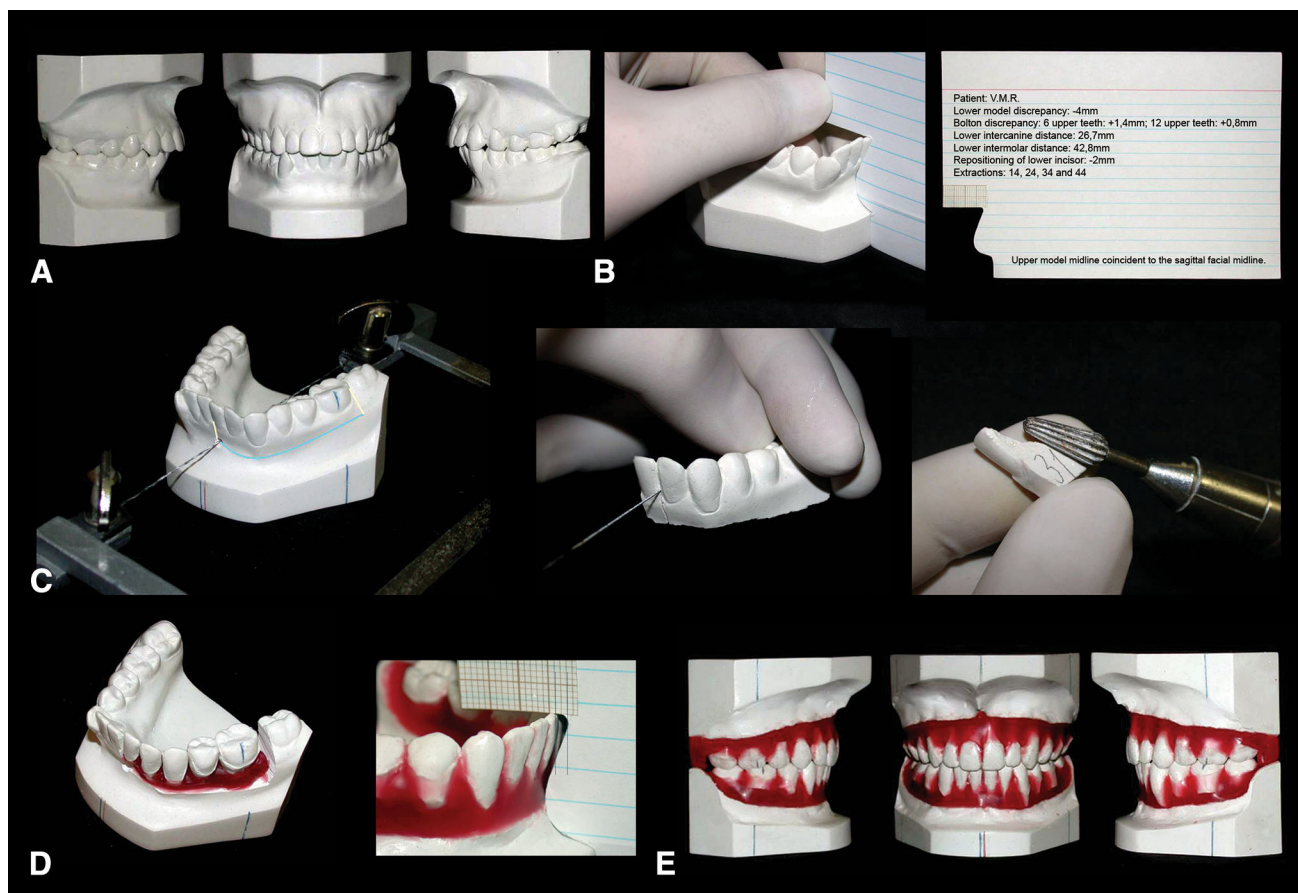 A
B
Patient: V.M.R.
Lower model discrepancy: -4mm
Bolton discrepancy: 6 upper teeth: +1,4mm; 12 upper teeth: +0,8mm
Lower intercanine distance: 26,7mm
Lower intermolar distance: 42,8mm
Repositioning of lower incisor: -2mm
Extractions: 14, 24, 34 and 44
Upper model midline coincident to the sagittal facial midline.
C
D
E